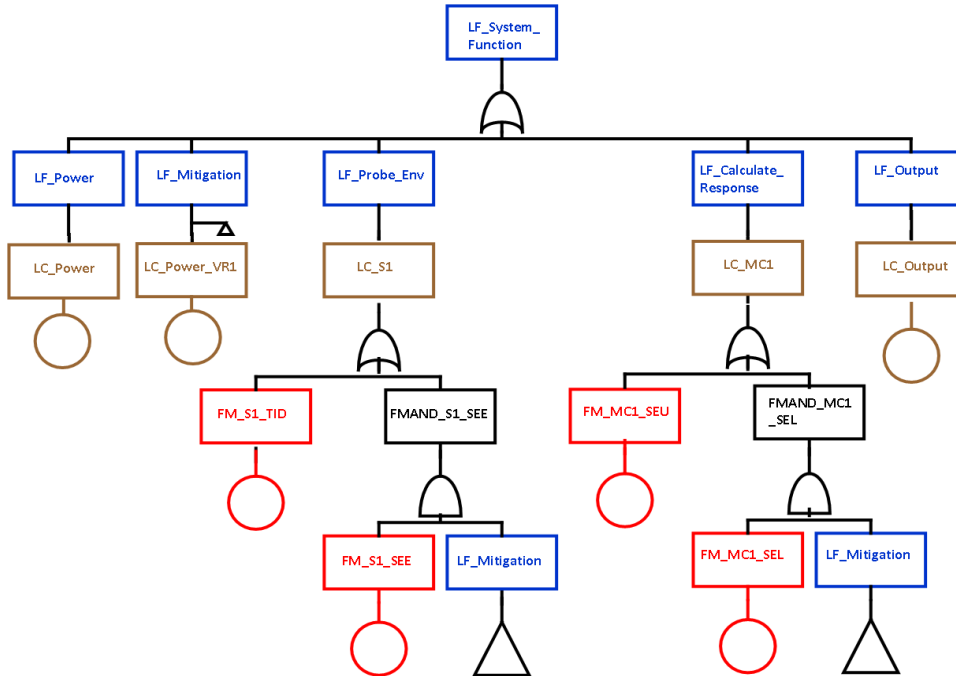 LF_System_
Function
LF_Power
LF_Mitigation
LF_Probe_Env
LF_Calculate_
Response
LF_Output
LC_Power
LC_Power_VR1
LC_S1
LC_MC1
LC_Output
FM_S1_TID
FMAND_S1_SEE
FM_MC1_SEU
FMAND_MC1
_SEL
FM_S1_SEE
LF_Mitigation
FM_MC1_SEL
LF_Mitigation